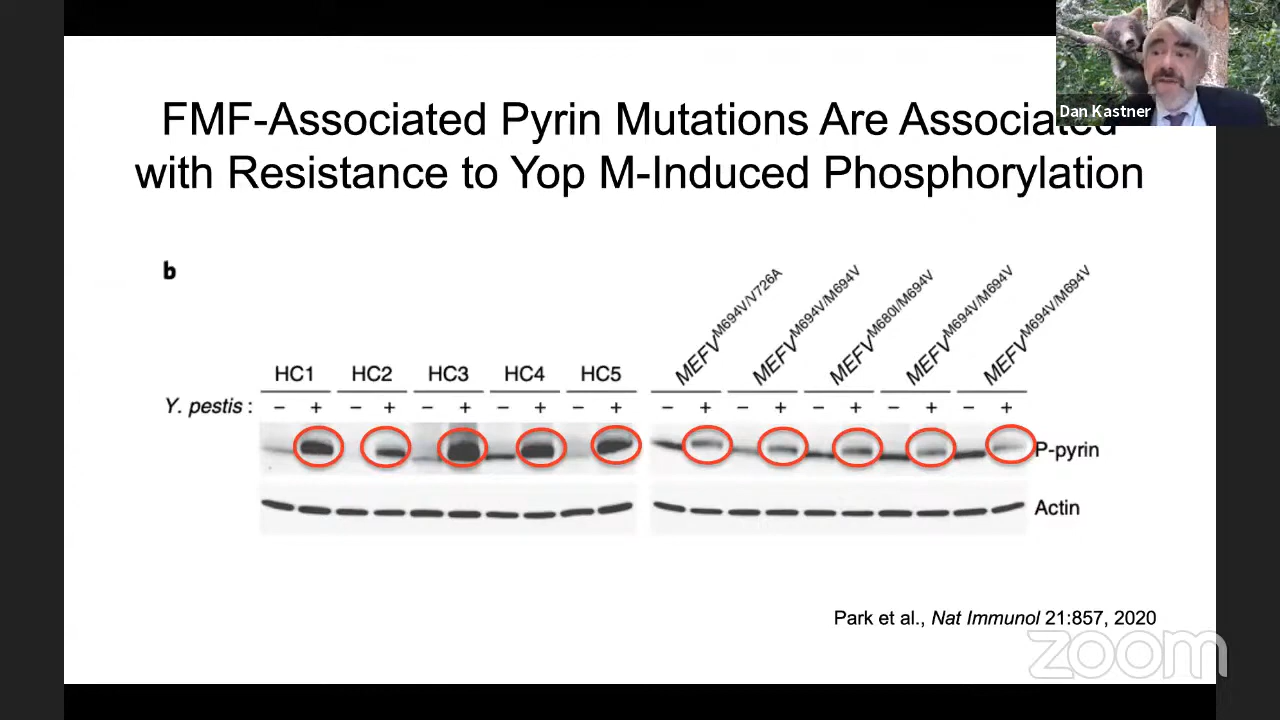 Dan Kastner
FMF-Associated Pyrin Mutations Are Associated
with Resistance to Yop M-Induced Phosphorylation
b
MEFV^M694V/V726A
MEFV^M694V/M694V
MEFV^M680I/M694V
MEFV^M694V/M694V
MEFV^M694V/M694V
HC1 HC2 HC3 HC4 HC5
Y. pestis : – + – + – + – + – + – + – + – + – + – +
P-pyrin
Actin
Park et al., Nat Immunol 21:857, 2020
zoom